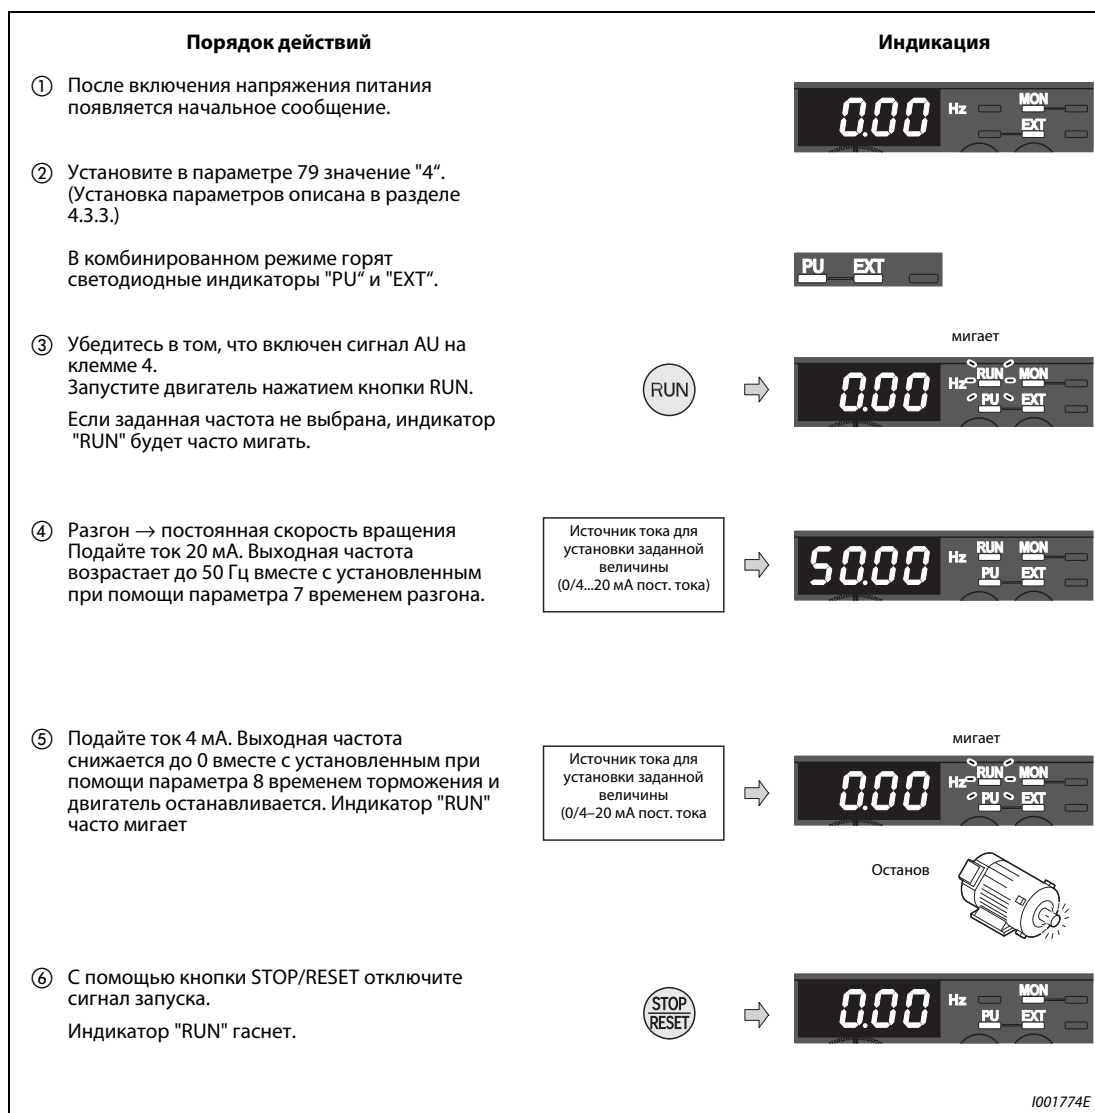 Порядок действий
Индикация
① После включения напряжения питания
появляется начальное сообщение.
0.00 Hz MON
EXT
② Установите в параметре 79 значение "4“.
(Установка параметров описана в разделе
4.3.3.)
В комбинированном режиме горят
светодиодные индикаторы "PU“ и "EXT“.
PU EXT
③ Убедитесь в том, что включен сигнал AU на
клемме 4.
Запустите двигатель нажатием кнопки RUN.
Если заданная частота не выбрана, индикатор
"RUN" будет часто мигать.
RUN
мигает
0.00 Hz RUN MON
PU EXT
④ Разгон → постоянная скорость вращения
Подайте ток 20 мА. Выходная частота
возрастает до 50 Гц вместе с установленным
при помощи параметра 7 временем разгона.
Источник тока для
установки заданной
величины
(0/4...20 мА пост. тока)
50.00 Hz RUN MON
PU EXT
⑤ Подайте ток 4 мА. Выходная частота
снижается до 0 вместе с установленным при
помощи параметра 8 временем торможения и
двигатель останавливается. Индикатор "RUN"
часто мигает
Источник тока для
установки заданной
величины
(0/4–20 мА пост. тока
мигает
0.00 Hz RUN MON
PU EXT
Останов
⑥ С помощью кнопки STOP/RESET отключите
сигнал запуска.
Индикатор "RUN" гаснет.
STOP
RESET
0.00 Hz MON
PU EXT
I001774E